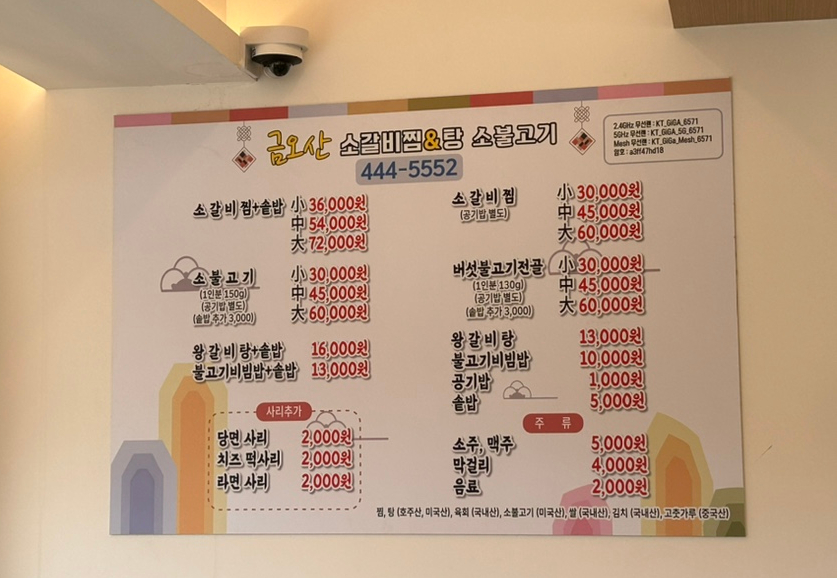 금오산 소갈비찜&탕 소불고기
444-5552
2.4GHz 무선랜 : KT_GiGA_6571
5GHz 무선랜 : KT_GiGA_5G_6571
Mesh 무선랜 : KT_GiGa_Mesh_6571
암호 : a3ff47hd18
소갈비찜+솥밥 小 36,000원
中 54,000원
大 72,000원
소불고기 小 30,000원
(1인분 150g) 中 45,000원
(공기밥 별도) 大 60,000원
(솥밥 추가 3,000)
왕갈비탕+솥밥 16,000원
불고기비빔밥+솥밥 13,000원
사리추가
당면 사리 2,000원
치즈 떡사리 2,000원
라면 사리 2,000원
소갈비찜 小 30,000원
(공기밥 별도) 中 45,000원
大 60,000원
버섯불고기전골 小 30,000원
(1인분 130g) 中 45,000원
(공기밥 별도) 大 60,000원
(솥밥 추가 3,000)
왕갈비탕 13,000원
불고기비빔밥 10,000원
공기밥 1,000원
솥밥 5,000원
주 류
소주, 맥주 5,000원
막걸리 4,000원
음료 2,000원
찜, 탕 (호주산, 미국산), 육회 (국내산), 소불고기 (미국산), 쌀 (국내산), 김치 (국내산), 고춧가루 (중국산)